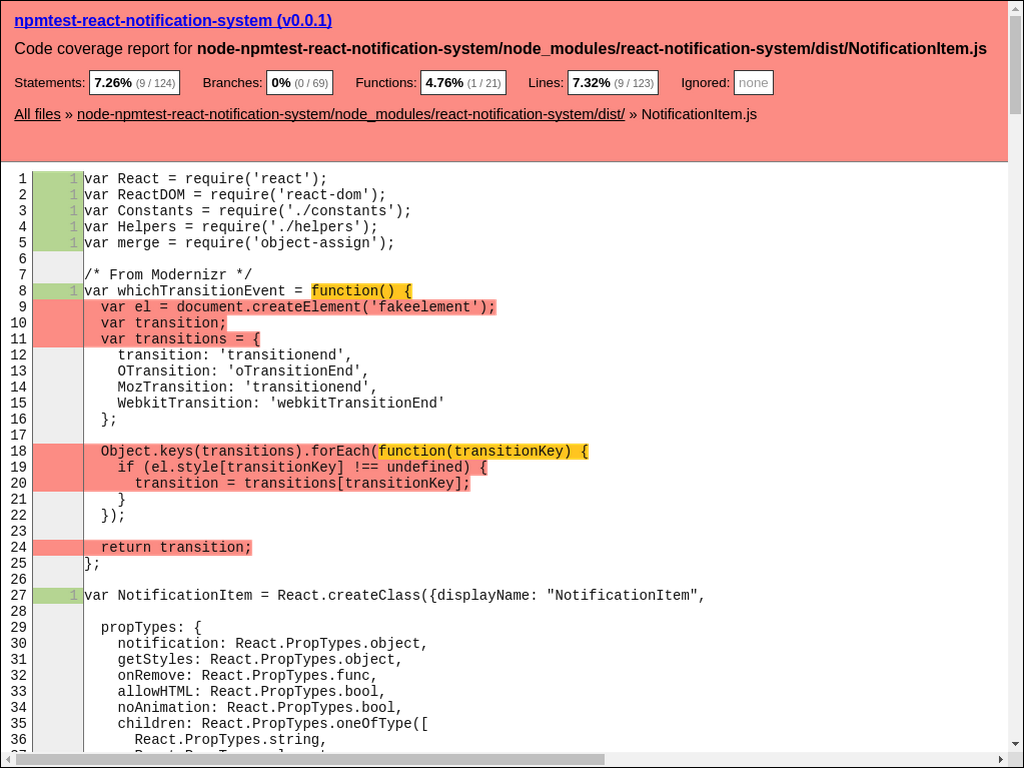 npmtest-react-notification-system (v0.0.1)
Code coverage report for node-npmtest-react-notification-system/node_modules/react-notification-system/dist/NotificationItem.js
Statements: 7.26% (9 / 124) Branches: 0% (0 / 69) Functions: 4.76% (1 / 21) Lines: 7.32% (9 / 123) Ignored: none
All files » node-npmtest-react-notification-system/node_modules/react-notification-system/dist/ » NotificationItem.js
1 1 var React = require('react');
2 1 var ReactDOM = require('react-dom');
3 1 var Constants = require('./constants');
4 1 var Helpers = require('./helpers');
5 1 var merge = require('object-assign');
6
7 /* From Modernizr */
8 1 var whichTransitionEvent = function() {
9 var el = document.createElement('fakeelement');
10 var transition;
11 var transitions = {
12 transition: 'transitionend',
13 OTransition: 'oTransitionEnd',
14 MozTransition: 'transitionend',
15 WebkitTransition: 'webkitTransitionEnd'
16 };
17
18 Object.keys(transitions).forEach(function(transitionKey) {
19 if (el.style[transitionKey] !== undefined) {
20 transition = transitions[transitionKey];
21 }
22 });
23
24 return transition;
25 };
26
27 1 var NotificationItem = React.createClass({displayName: "NotificationItem",
28
29 propTypes: {
30 notification: React.PropTypes.object,
31 getStyles: React.PropTypes.object,
32 onRemove: React.PropTypes.func,
33 allowHTML: React.PropTypes.bool,
34 noAnimation: React.PropTypes.bool,
35 children: React.PropTypes.oneOfType([
36 React.PropTypes.string,